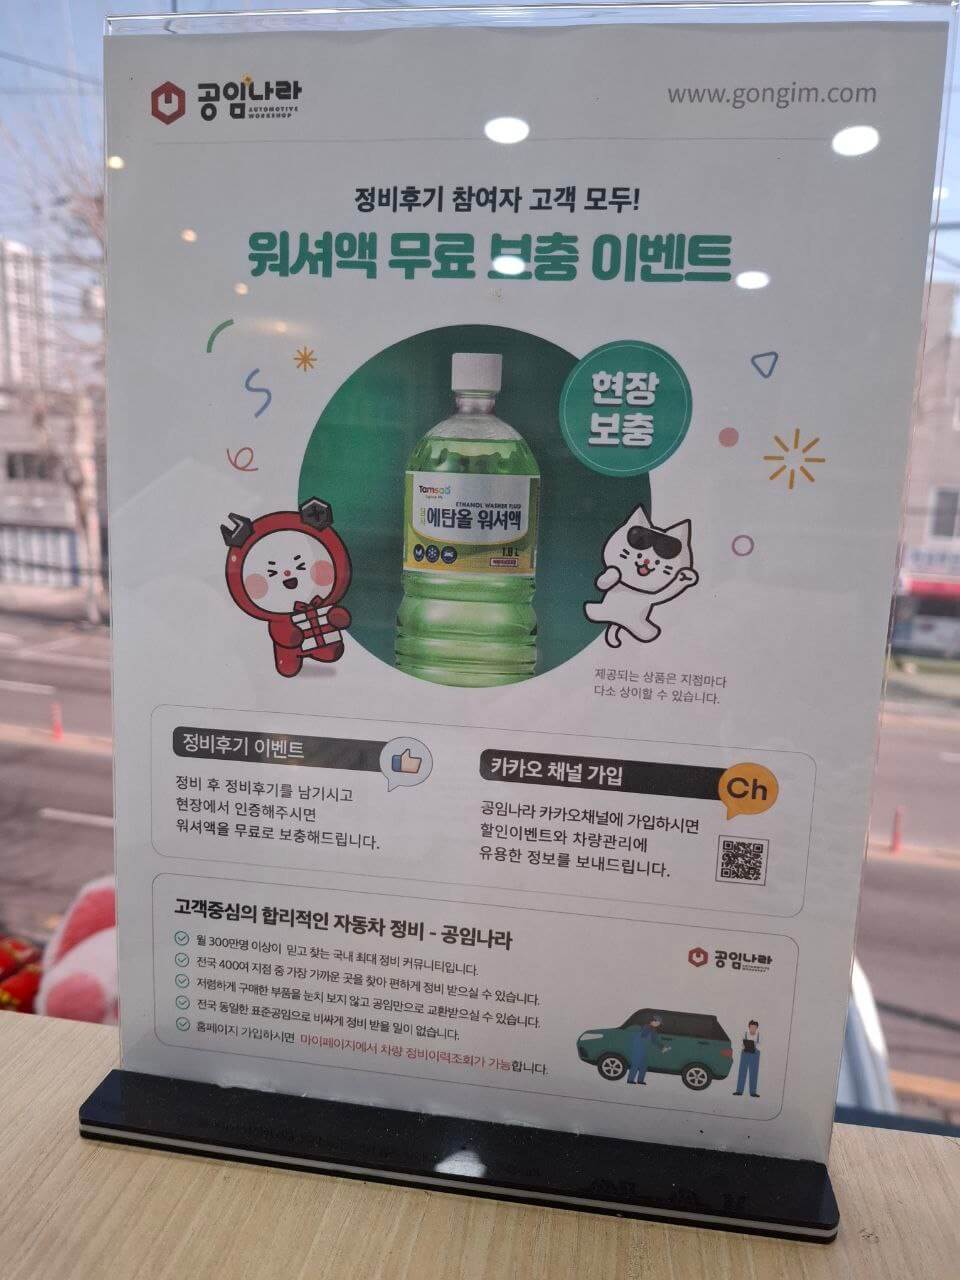 공임나라
AUTOMOTIVE
WORKSHOP
www.gongim.com
정비후기 참여자 고객 모두!
워셔액 무료 보충 이벤트
현장
보충
Tamsaa
ETHANOL WASHER FLUID
에탄올 워셔액
1.8 L
제공되는 상품은 지점마다
다소 상이할 수 있습니다.
정비후기 이벤트
정비 후 정비후기를 남기시고
현장에서 인증해주시면
워셔액을 무료로 보충해드립니다.
카카오 채널 가입
Ch
공임나라 카카오채널에 가입하시면
할인이벤트와 차량관리에
유용한 정보를 보내드립니다.
고객중심의 합리적인 자동차 정비 - 공임나라
월 300만명 이상이 믿고 찾는 국내 최대 정비 커뮤니티입니다.
전국 400여 지점 중 가장 가까운 곳을 찾아 편하게 정비 받으실 수 있습니다.
저렴하게 구매한 부품을 눈치 보지 않고 공임만으로 교환받으실 수 있습니다.
전국 동일한 표준공임으로 비싸게 정비 받을 일이 없습니다.
홈페이지 가입하시면 마이페이지에서 차량 정비이력조회가 가능합니다.
공임나라
AUTOMOTIVE
WORKSHOP